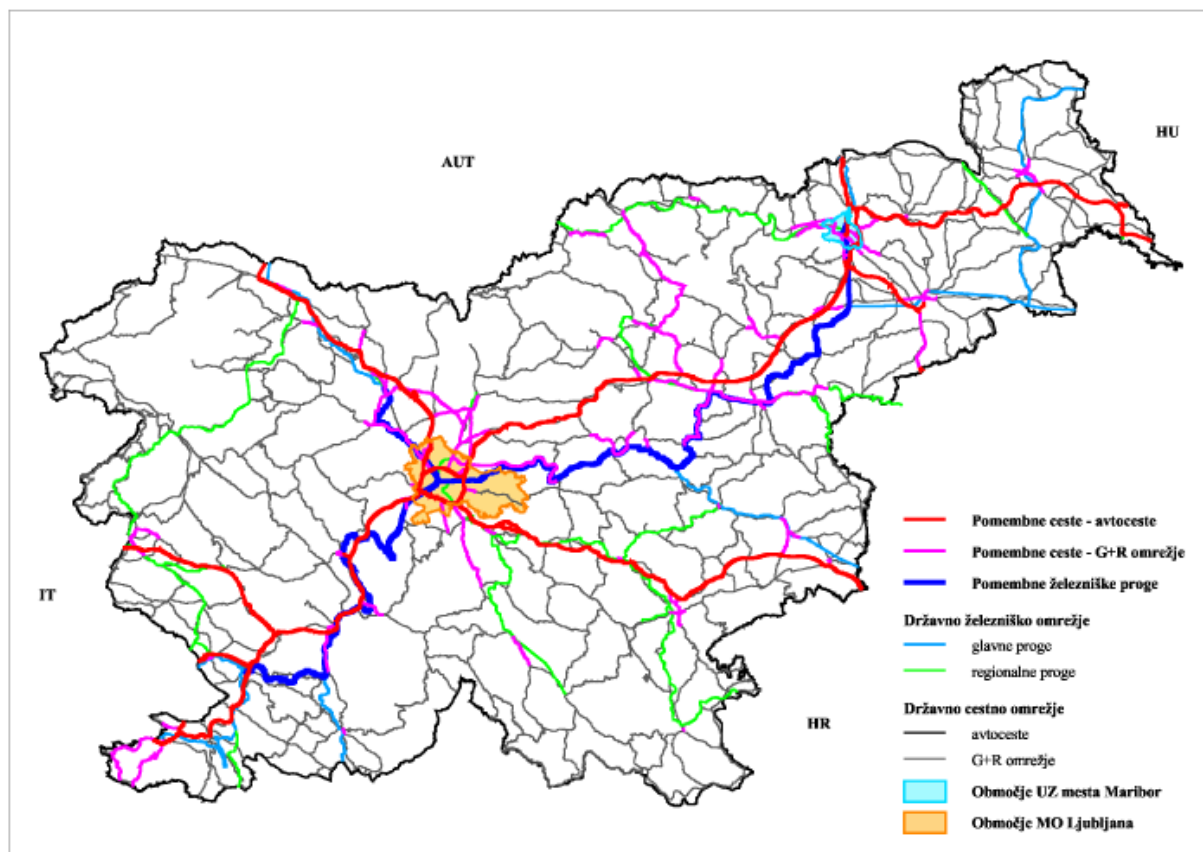 AUT
HU
IT
HR
Pomembne ceste - avtoceste
Pomembne ceste - G+R omrežje
Pomembne železniške proge
Državno železniško omrežje
glavne proge
regionalne proge
Državno cestno omrežje
avtoceste
G+R omrežje
Območje UZ mesta Maribor
Območje MO Ljubljana